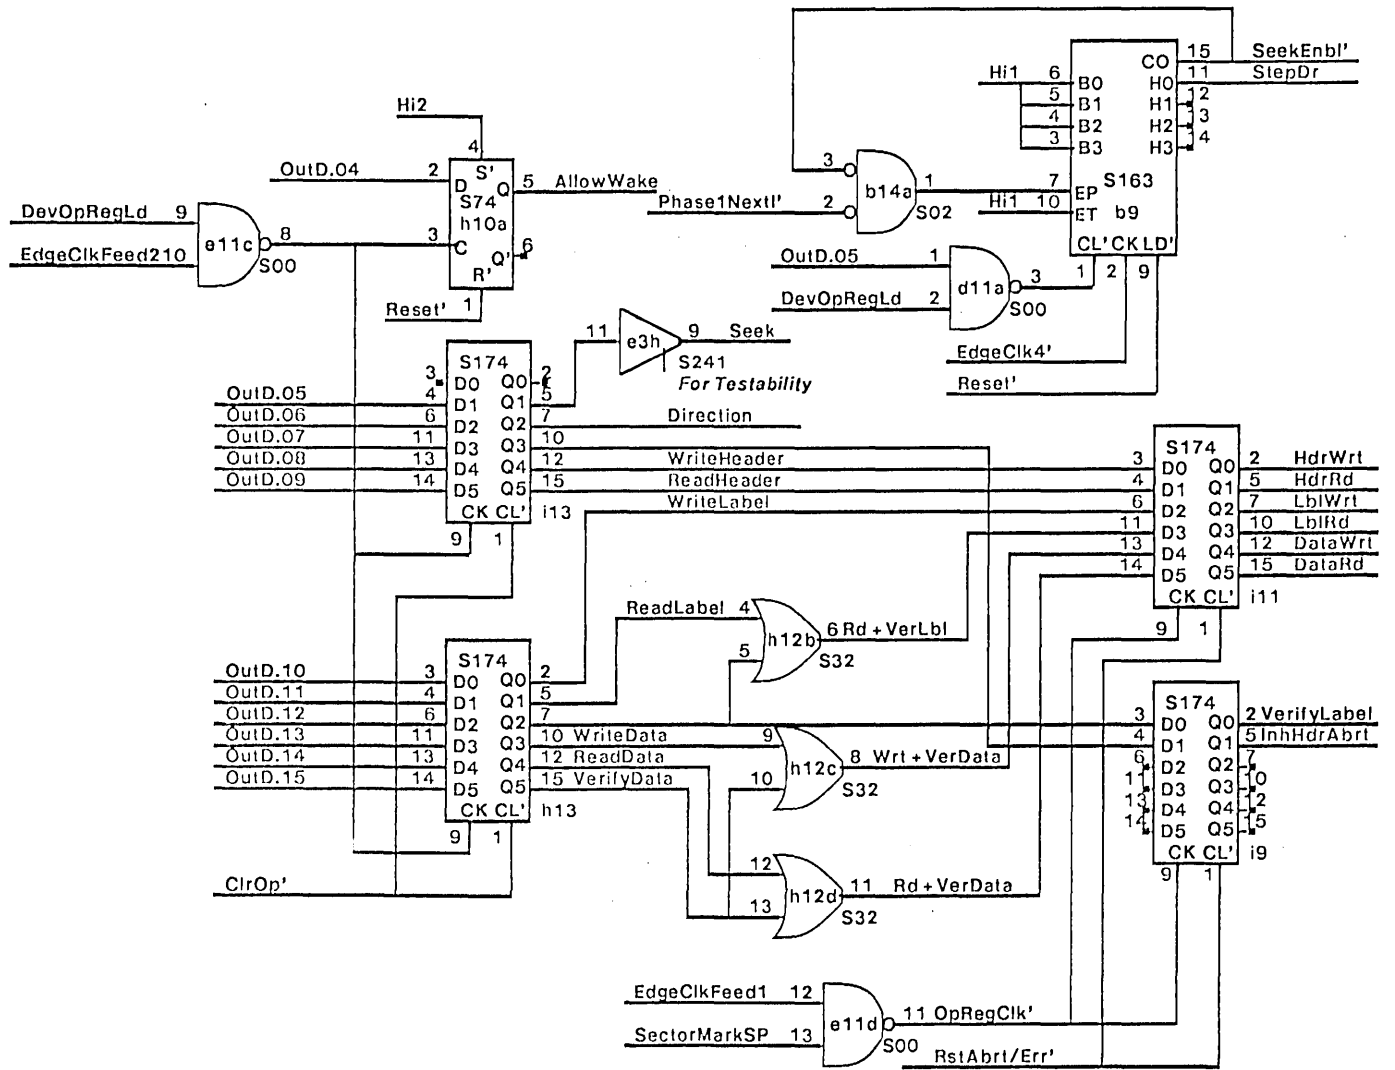 CO 15 SeekEnbl'
Hi1 6 B0 H0 11 StepDr
5 B1 H1 12
4 B2 H2 3
3 B3 H3 4
Hi2
4
OutD.04 2 D S' Q 5 AllowWake
S74
h10a
3 C
Q' 6
R'
Reset' 1
DevOpRegLd 9
e11c 8
EdgeClkFeed2 10
S00
3
b14a 1
Phase1NextI' 2
S02
S163
7 EP
Hi1 10 ET b9
CL' CK LD'
1 2 9
OutD.05 1
d11a 3
DevOpRegLd 2
S00
EdgeClk4'
Reset'
11 e3h 9 Seek
S241
For Testability
S174
3 D0 Q0 2
OutD.05 4 D1 Q1 5
OutD.06 6 D2 Q2 7 Direction
OutD.07 11 D3 Q3 10
OutD.08 13 D4 Q4 12 WriteHeader
OutD.09 14 D5 Q5 15 ReadHeader
CK CL' i13 WriteLabel
9 1
S174
3 D0 Q0 2 HdrWrt
4 D1 Q1 5 HdrRd
6 D2 Q2 7 LblWrt
11 D3 Q3 10 LblRd
13 D4 Q4 12 DataWrt
14 D5 Q5 15 DataRd
CK CL' i11
9 1
ReadLabel 4
h12b 6 Rd+VerLbl
5
S32
S174
OutD.10 3 D0 Q0 2
OutD.11 4 D1 Q1 5
OutD.12 6 D2 Q2 7
OutD.13 11 D3 Q3 10 WriteData 9
OutD.14 13 D4 Q4 12 ReadData
OutD.15 14 D5 Q5 15 VerifyData 10
CK CL' h13
9 1
h12c 8 Wrt+VerData
S32
ClrOp'
12
h12d 11 Rd+VerData
13
S32
S174
3 D0 Q0 2 VerifyLabel
4 D1 Q1 5 InhHdrAbrt
6 D2 Q2 7
11 D3 Q3 10
13 D4 Q4 12
14 D5 Q5 15
CK CL' i9
9 1
EdgeClkFeed1 12
e11d 11 OpRegClk'
SectorMarkSP 13
S00
RstAbrt/Err'